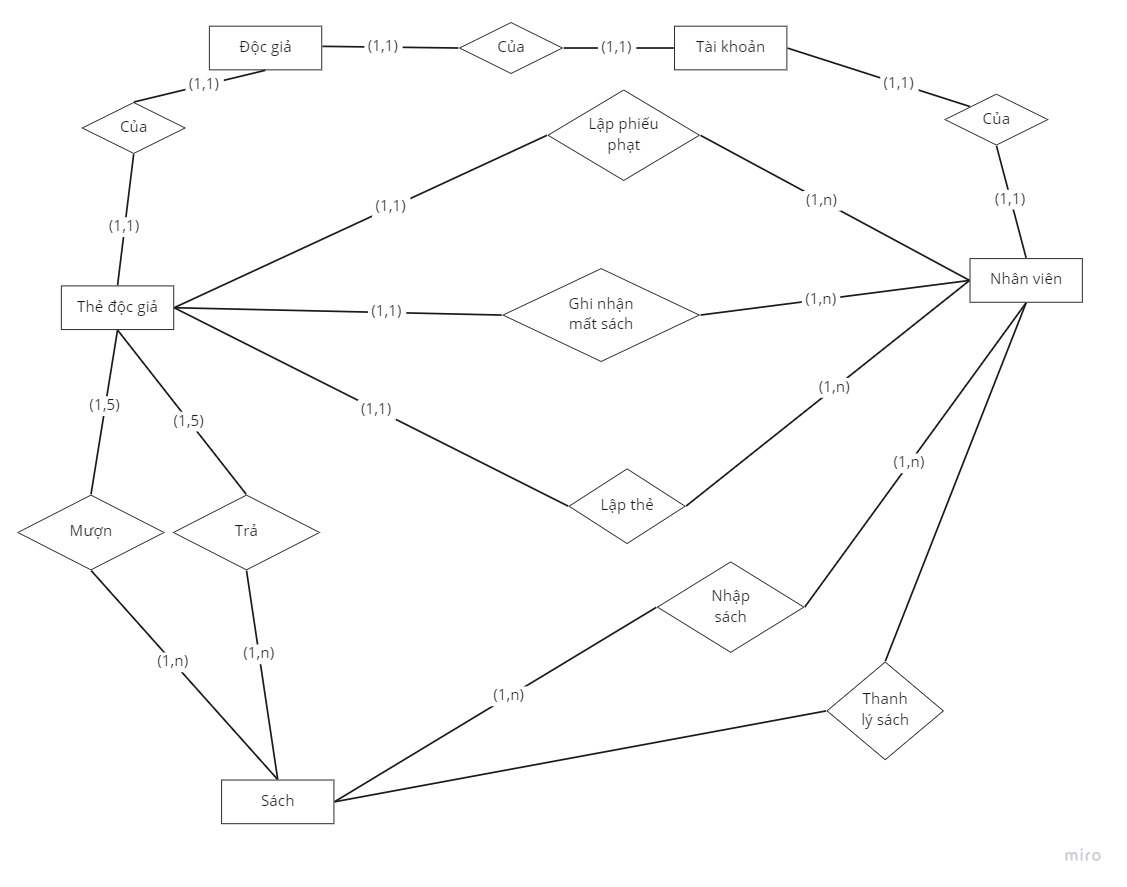 Độc giả
(1,1)
Của
(1,1)
Tài khoản
(1,1)
(1,1)
Của
Của
Lập phiếu
phạt
(1,1)
(1,n)
(1,1)
(1,1)
Thẻ độc giả
Nhân viên
(1,1)
Ghi nhận
mất sách
(1,n)
(1,5)
(1,5)
(1,1)
(1,n)
(1,n)
Mượn
Trả
Lập thẻ
Nhập
sách
(1,n)
(1,n)
(1,n)
Thanh
lý sách
Sách
miro